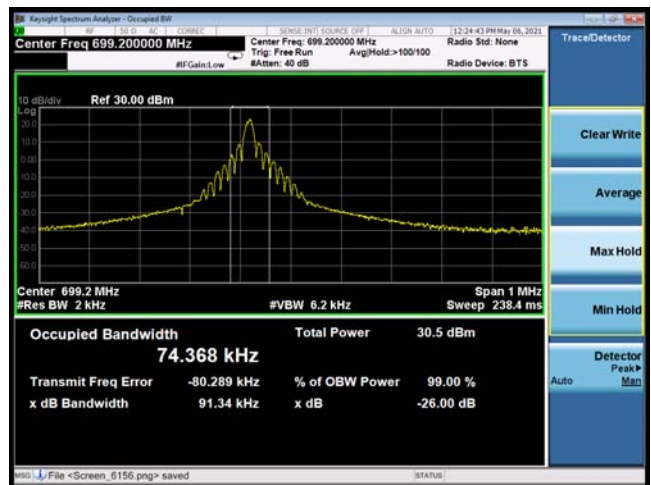 Keysight Spectrum Analyzer - Occupied BW
RF 50 Ω AC CORREC SENSE:INT SOURCE OFF ALIGN AUTO 12:24:43 PM May 06, 2021
Center Freq 699.200000 MHz Center Freq: 699.200000 MHz Radio Std: None
Trig: Free Run Avg|Hold:>100/100
#IFGain:Low #Atten: 40 dB Radio Device: BTS
10 dB/div Ref 30.00 dBm
Log
20.0
10.0
0.00
-10.0
-20.0
-30.0
-40.0
-50.0
-60.0
Center 699.2 MHz Span 1 MHz
#Res BW 2 kHz #VBW 6.2 kHz Sweep 238.4 ms
Occupied Bandwidth Total Power 30.5 dBm
74.368 kHz
Transmit Freq Error -80.289 kHz % of OBW Power 99.00 %
x dB Bandwidth 91.34 kHz x dB -26.00 dB
MSG File <Screen_6156.png> saved STATUS
Trace/Detector
Clear Write
Average
Max Hold
Min Hold
Detector
Peak▶
Auto Man